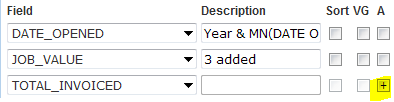 Field Description Sort VG A
DATE_OPENED Year & MN(DATE O
JOB_VALUE 3 added
TOTAL_INVOICED +